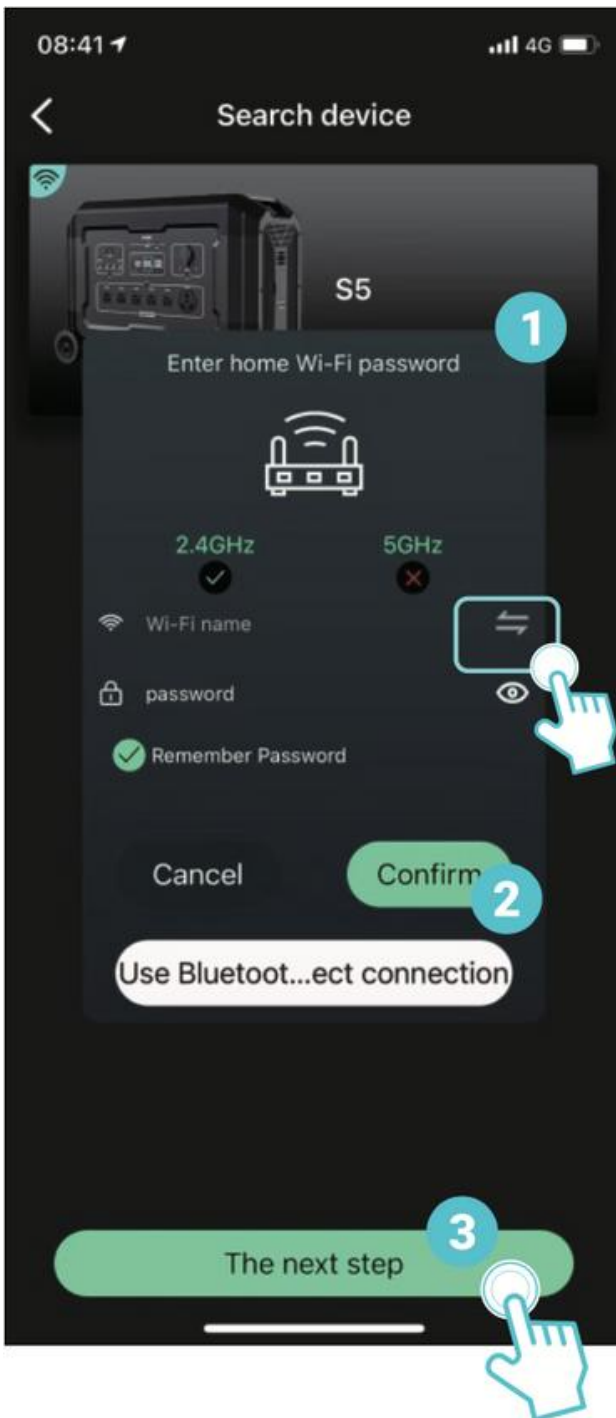 08:41 4G
Search device
S5
1
Enter home Wi-Fi password
2.4GHz 5GHz
Wi-Fi name
password
Remember Password
Cancel Confirm
2
Use Bluetoot...ect connection
3
The next step